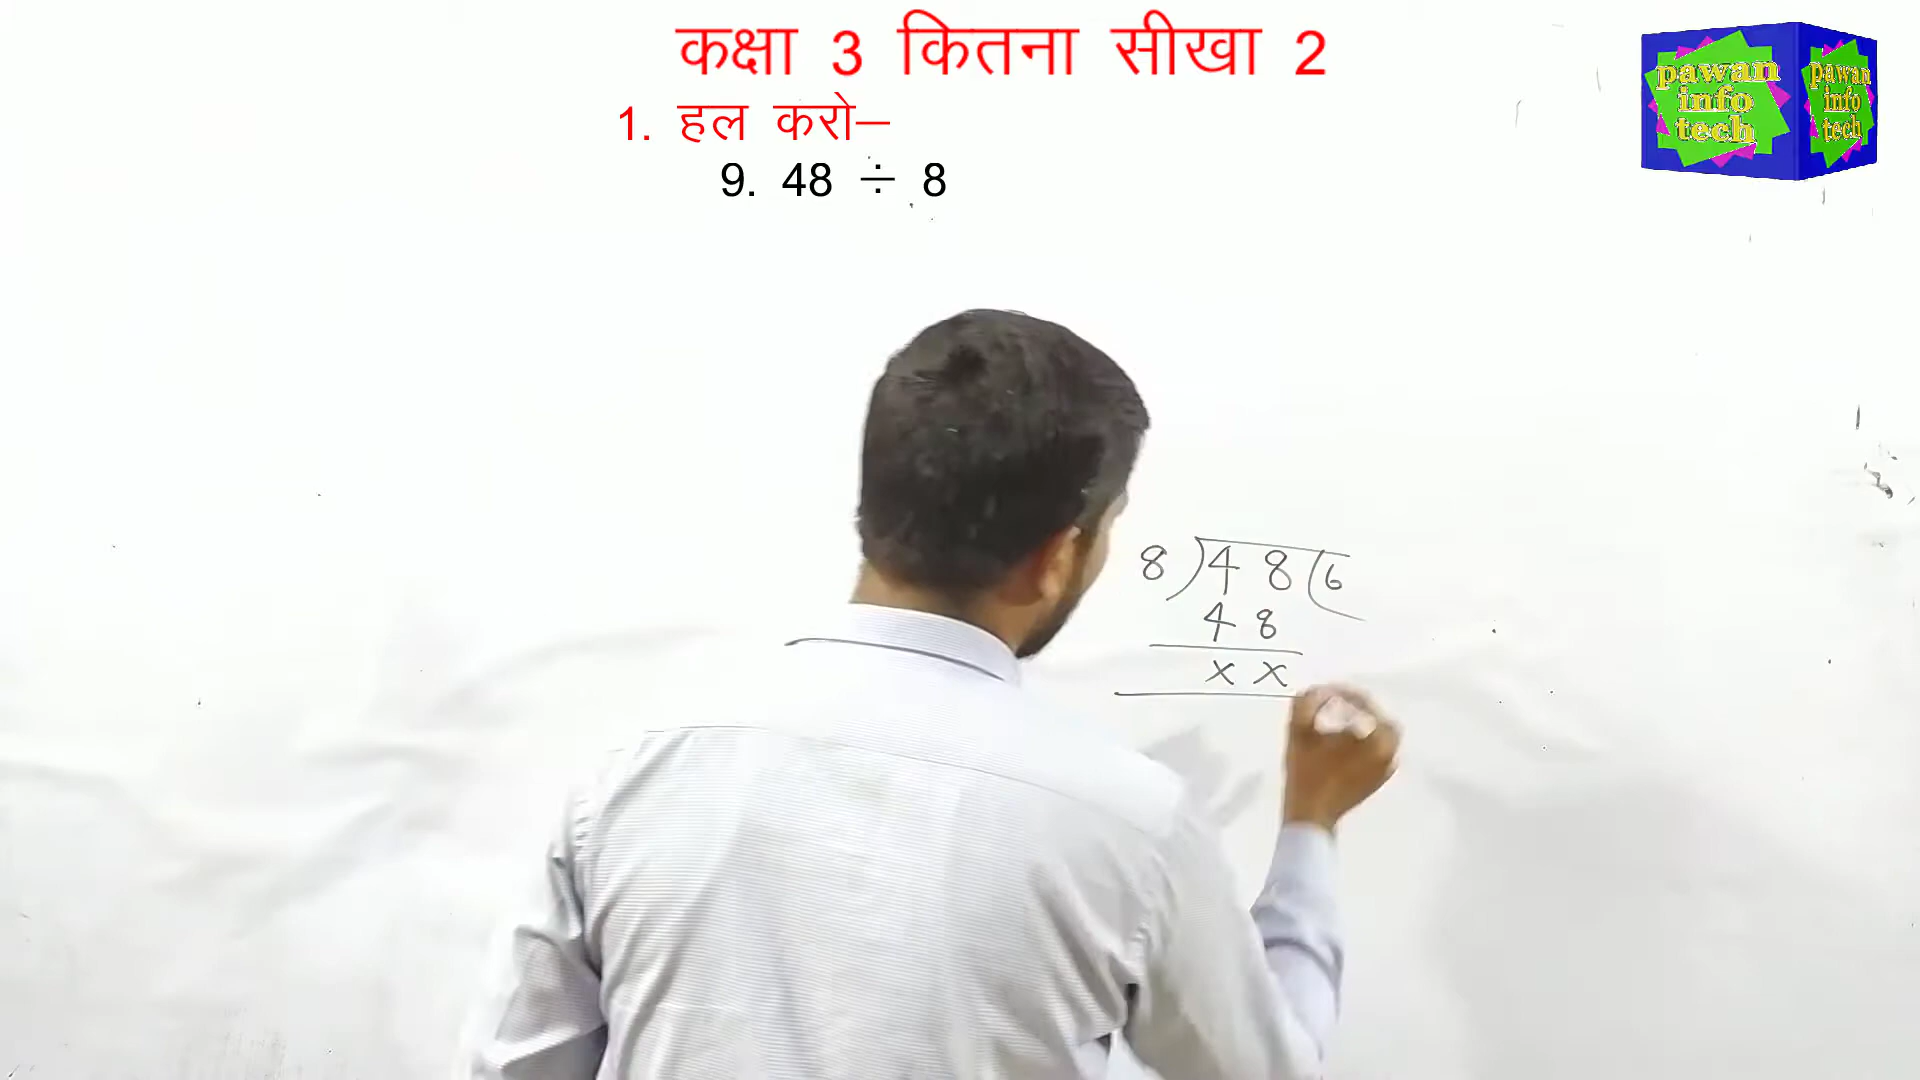 कक्षा 3 कितना सीखा 2
1. हल करो—
9. 48 ÷ 8
pawan info tech
pawan info tech
8 ) 48 ( 6
48
x x